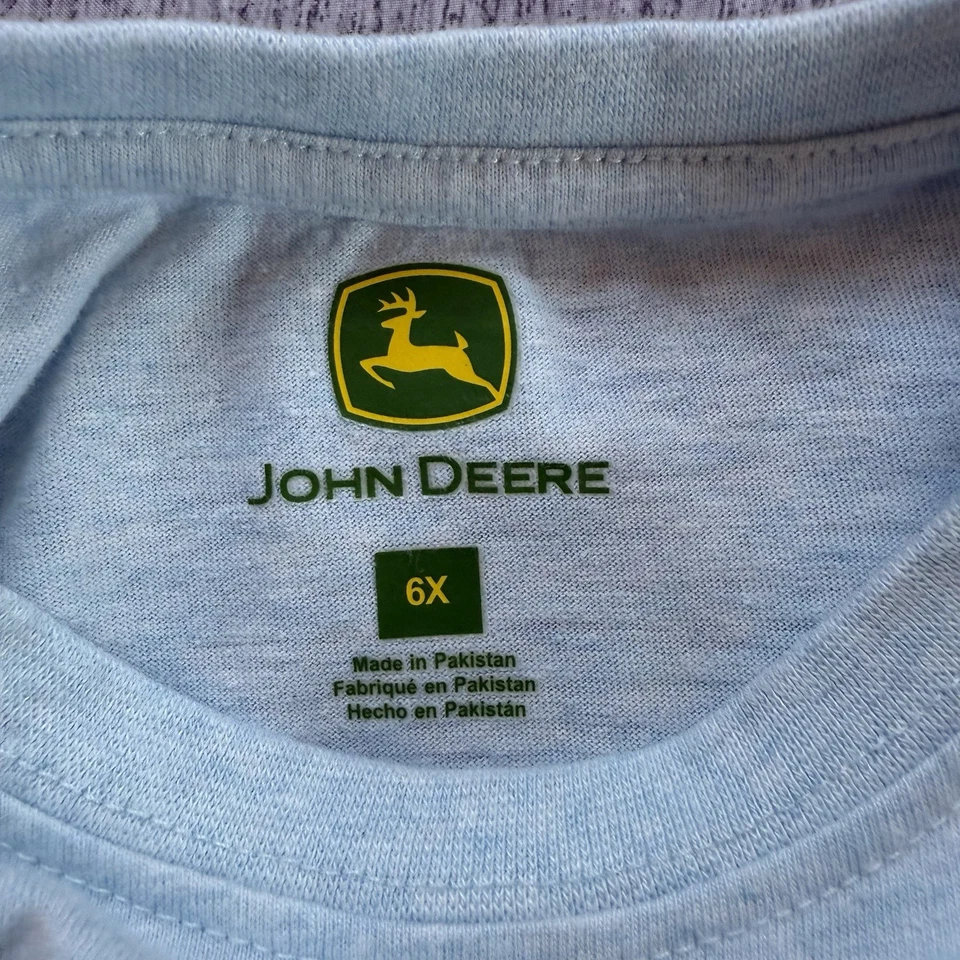 JOHN DEERE
6X
Made in Pakistan
Fabriqué en Pakistan
Hecho en Pakistán